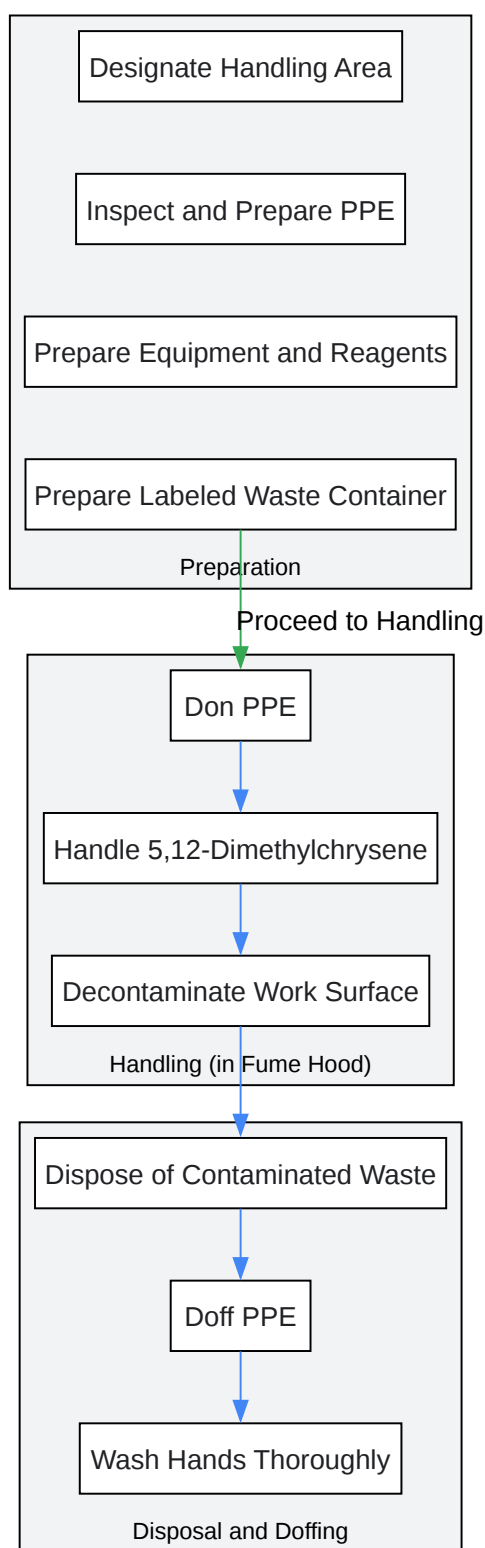 Designate Handling Area
Inspect and Prepare PPE
Prepare Equipment and Reagents
Prepare Labeled Waste Container
Preparation
Proceed to Handling
Don PPE
Handle 5,12-Dimethylchrysene
Decontaminate Work Surface
Handling (in Fume Hood)
Dispose of Contaminated Waste
Doff PPE
Wash Hands Thoroughly
Disposal and Doffing